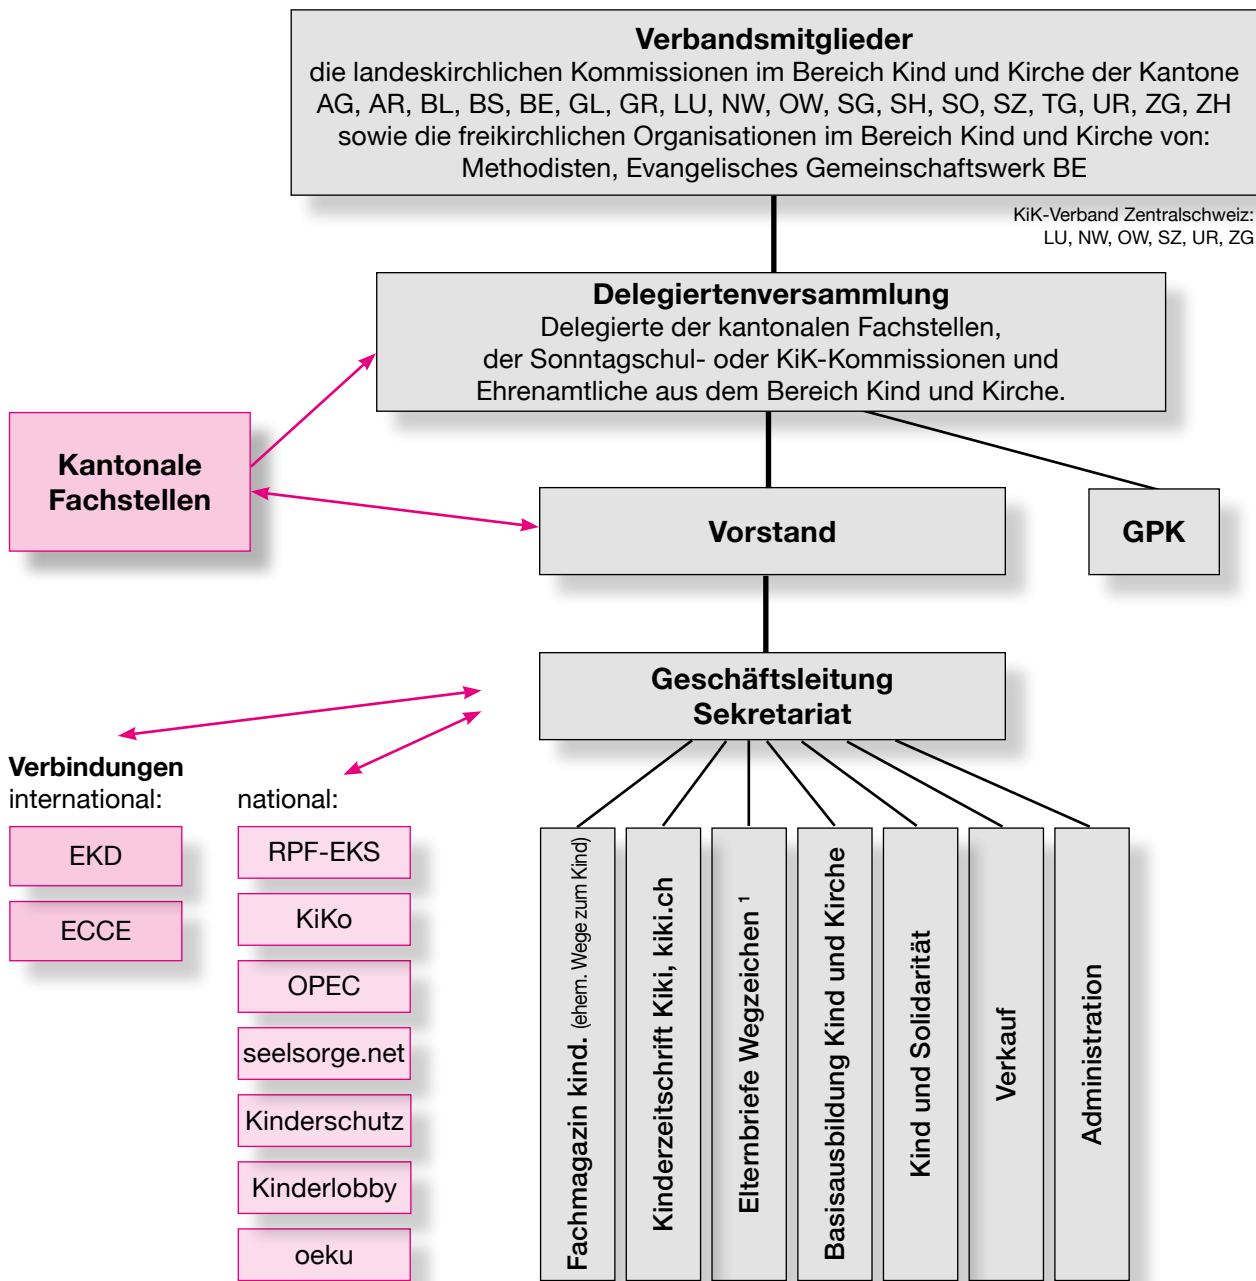 Verbandsmitglieder
die landeskirchlichen Kommissionen im Bereich Kind und Kirche der Kantone
AG, AR, BL, BS, BE, GL, GR, LU, NW, OW, SG, SH, SO, SZ, TG, UR, ZG, ZH
sowie die freikirchlichen Organisationen im Bereich Kind und Kirche von:
Methodisten, Evangelisches Gemeinschaftswerk BE
KiK-Verband Zentralschweiz:
LU, NW, OW, SZ, UR, ZG
Delegiertenversammlung
Delegierte der kantonalen Fachstellen,
der Sonntagschul- oder KiK-Kommissionen und
Ehrenamtliche aus dem Bereich Kind und Kirche.
Kantonale
Fachstellen
Vorstand
GPK
Geschäftsleitung
Sekretariat
Verbindungen
international:
EKD
ECCE
national:
RPF-EKS
KiKo
OPEC
seelsorge.net
Kinderschutz
Kinderlobby
oeku
Fachmagazin kind. (ehem. Wege zum Kind)
Kinderzeitschrift Kiki, kiki.ch
Elternbriefe Wegzeichen ¹
Basisausbildung Kind und Kirche
Kind und Solidarität
Verkauf
Administration